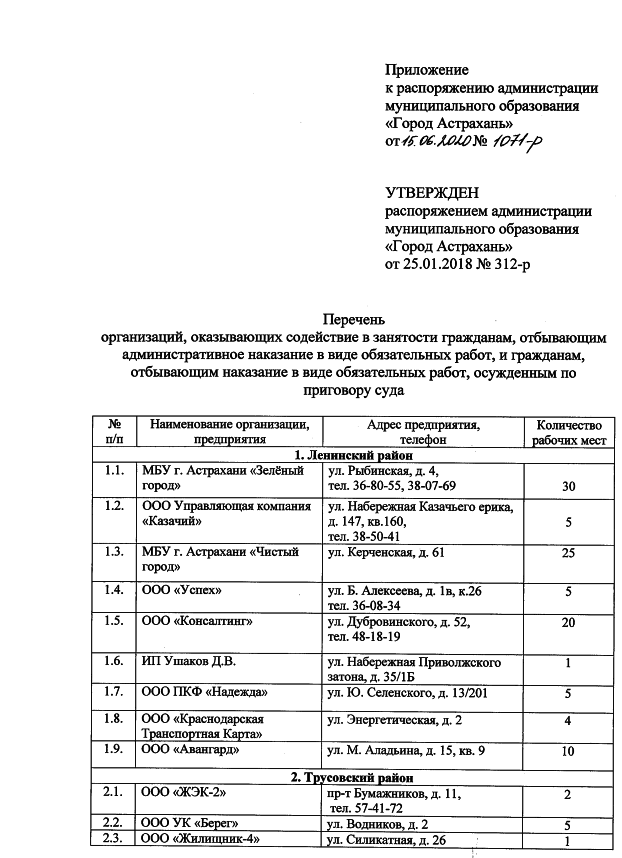 Приложение
к распоряжению администрации
муниципального образования
«Город Астрахань»
от 15.06.2020 № 1071-р
УТВЕРЖДЕН
распоряжением администрации
муниципального образования
«Город Астрахань»
от 25.01.2018 № 312-р
Перечень
организаций, оказывающих содействие в занятости гражданам, отбывающим
административное наказание в виде обязательных работ, и гражданам,
отбывающим наказание в виде обязательных работ, осужденным по
приговору суда
№ Наименование организации, Адрес предприятия, Количество
п/п предприятия телефон рабочих мест
1. Ленинский район
1.1. МБУ г. Астрахани «Зелёный ул. Рыбинская, д. 4,
город» тел. 36-80-55, 38-07-69 30
1.2. ООО Управляющая компания ул. Набережная Казачьего ерика,
«Казачий» д. 147, кв.160, 5
тел. 38-50-41
1.3. МБУ г. Астрахани «Чистый ул. Керченская, д. 61 25
город»
1.4. ООО «Успех» ул. Б. Алексеева, д. 1в, к.26 5
тел. 36-08-34
1.5. ООО «Консалтинг» ул. Дубровинского, д. 52, 20
тел. 48-18-19
1.6. ИП Ушаков Д.В. ул. Набережная Приволжского 1
затона, д. 35/1Б
1.7. ООО ПКФ «Надежда» ул. Ю. Селенского, д. 13/201 5
1.8. ООО «Краснодарская ул. Энергетическая, д. 2 4
Транспортная Карта»
1.9. ООО «Авангард» ул. М. Аладьина, д. 15, кв. 9 10
2. Трусовский район
2.1. ООО «ЖЭК-2» пр-т Бумажников, д. 11, 2
тел. 57-41-72
2.2. ООО УК «Берег» ул. Водников, д. 2 5
2.3. ООО «Жилищник-4» ул. Силикатная, д. 26 1